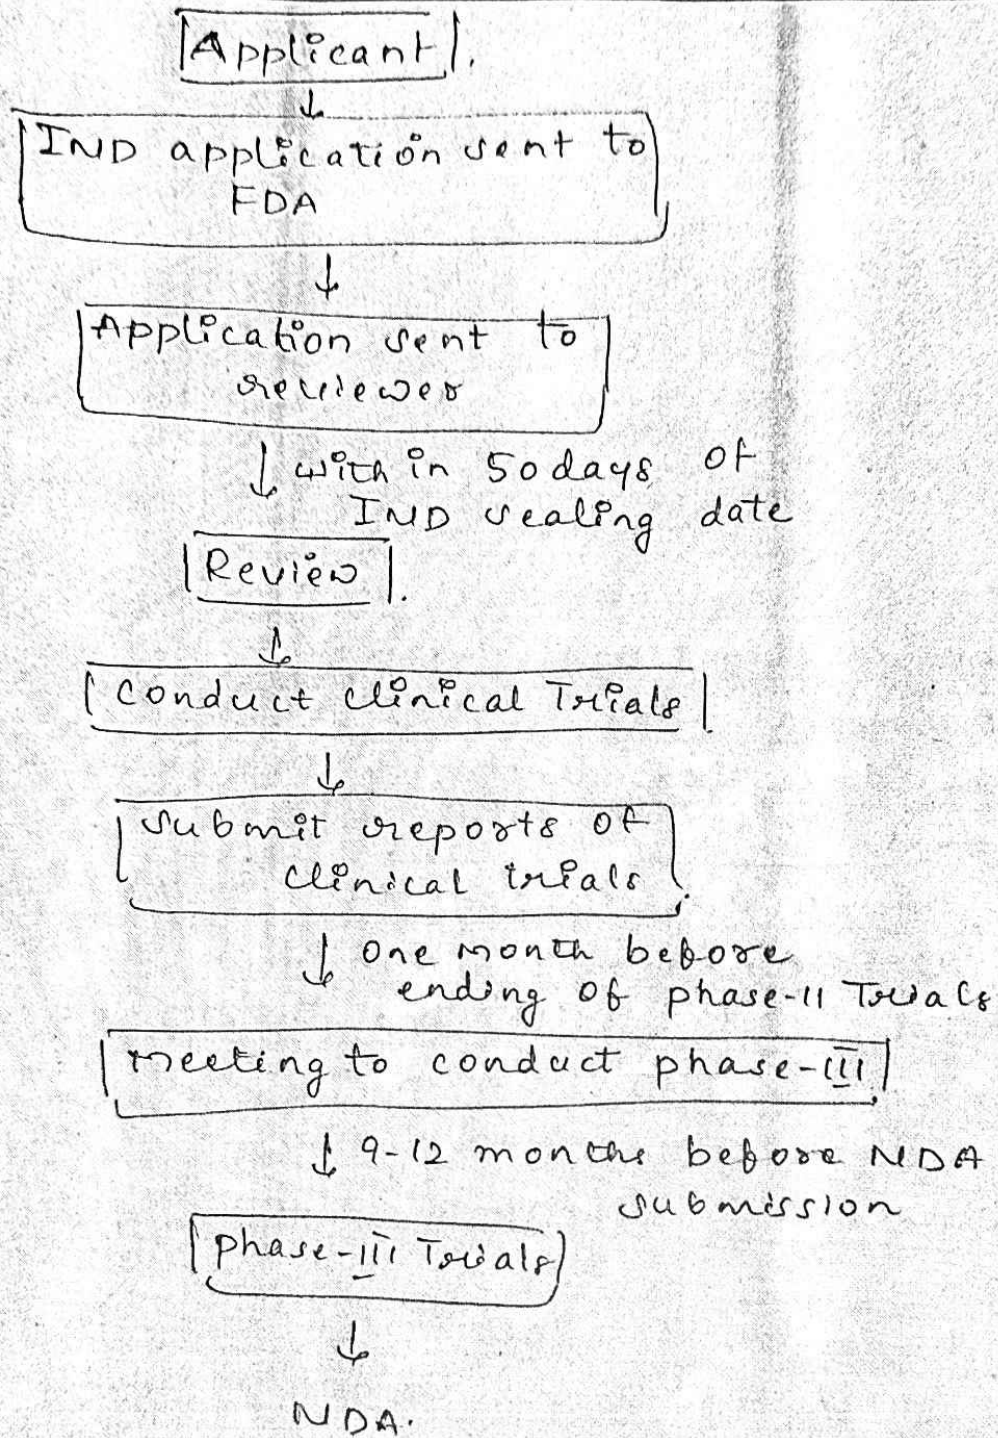 Applicant.
IND application sent to
FDA
Application sent to
reviewer
with in 50 days of
IND sealing date
Review.
Conduct clinical Trials
submit reports of
clinical trials.
One month before
ending of phase-II Trials
Meeting to conduct phase-III
9-12 months before NDA
submission
phase-III Trials
NDA.